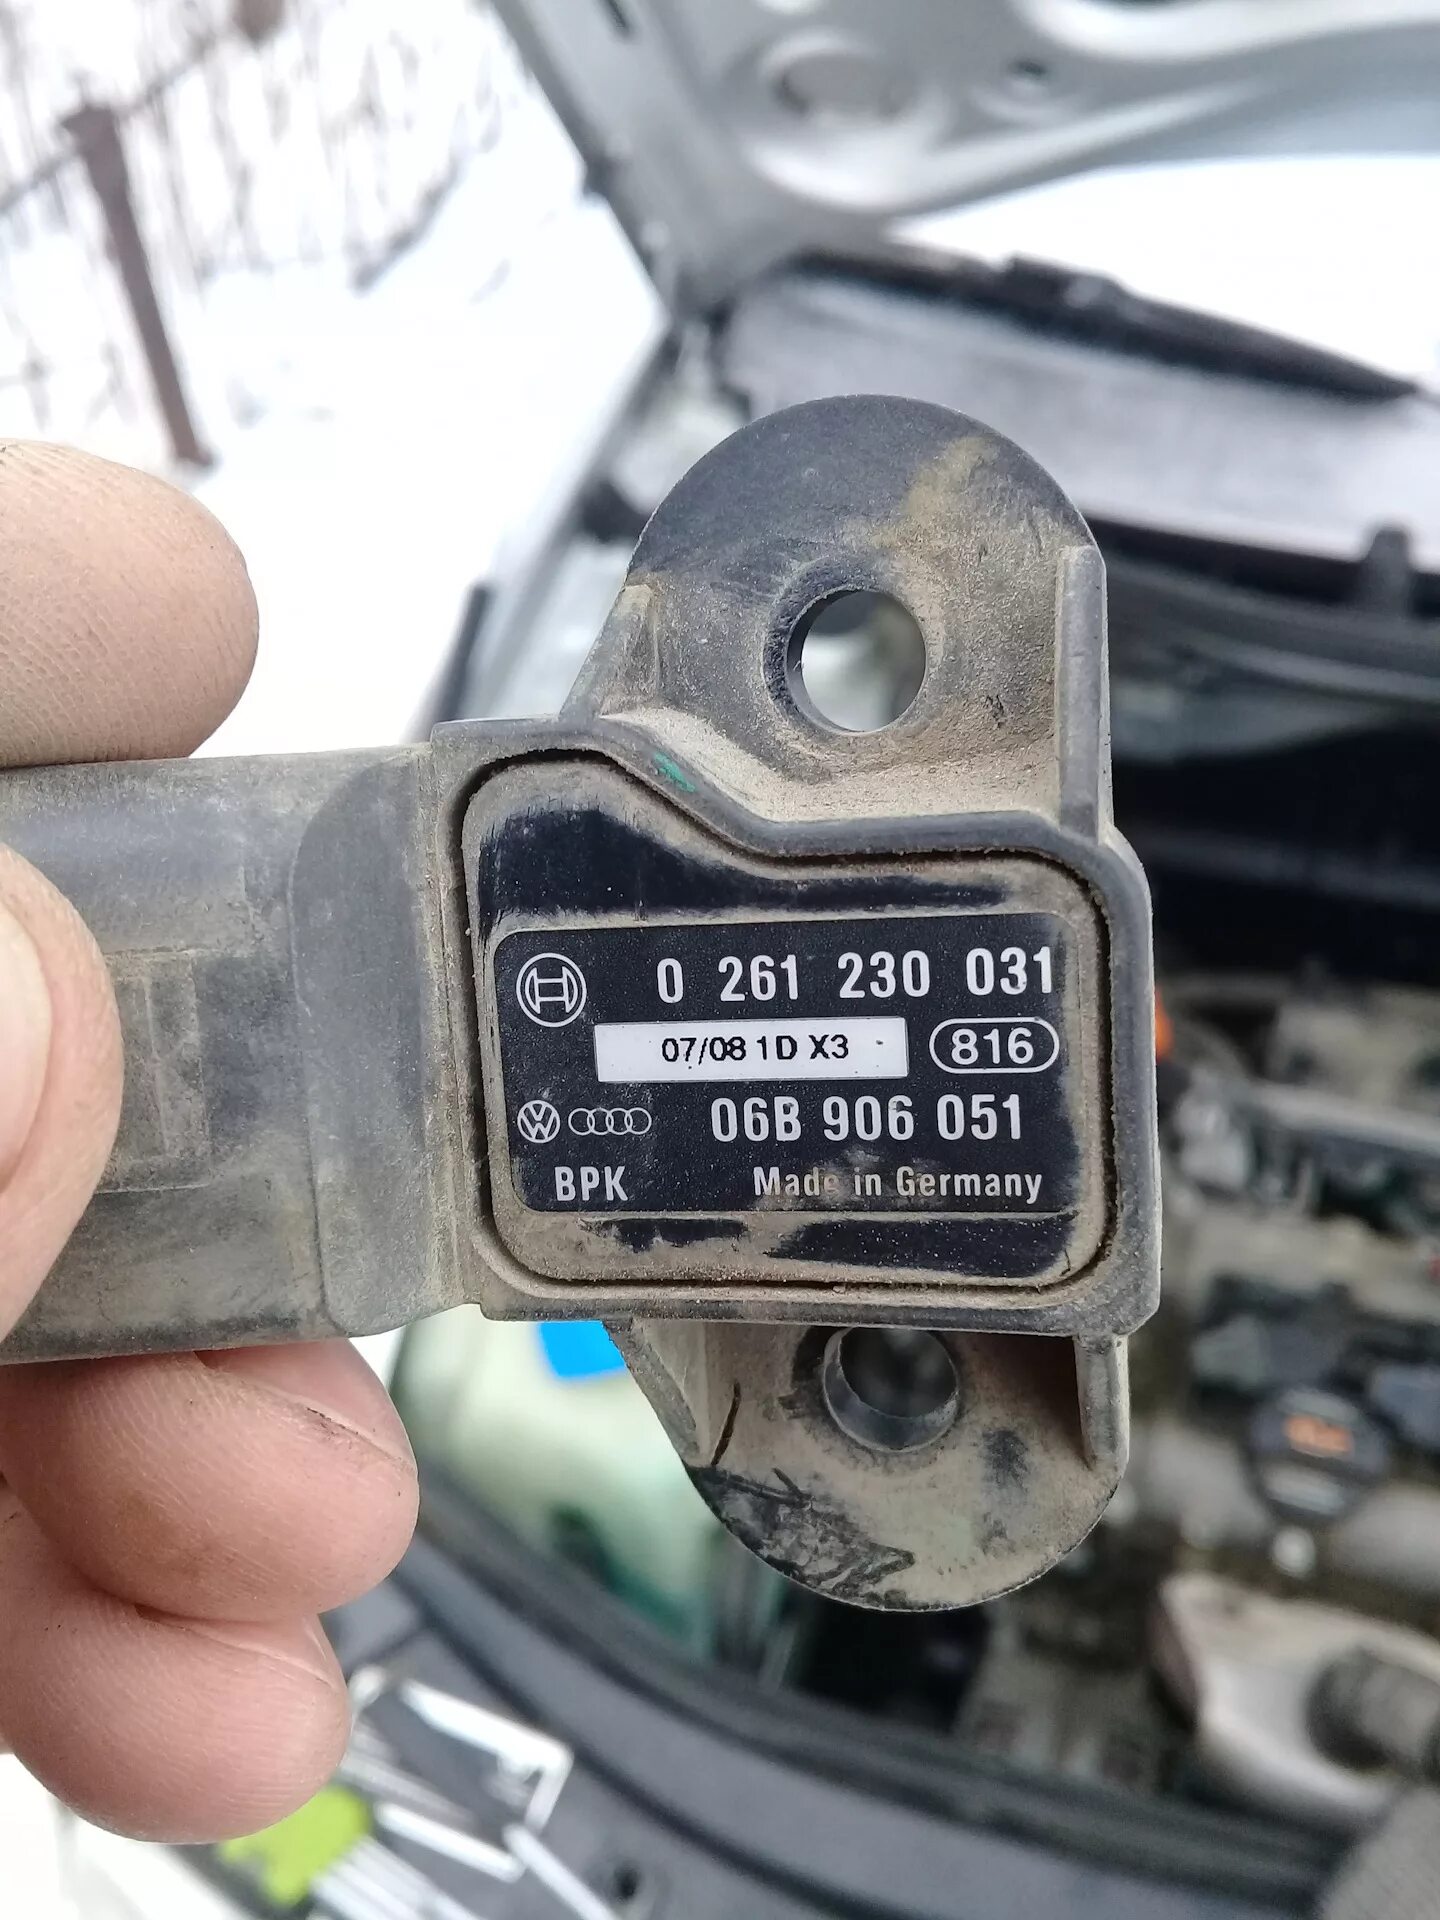 0 261 230 031
07/08 1D X3 816
06B 906 051
BPK Made in Germany